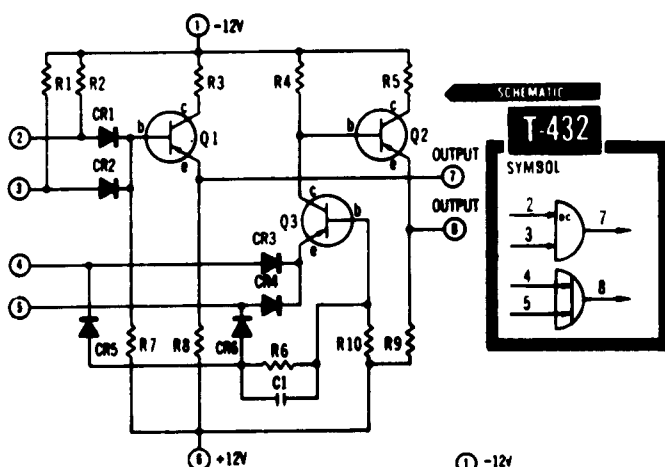 1 -12V
R1 R2 R3 R4 R5
SCHEMATIC
T-432
SYMBOL
CR1 c c
2 b Q1 b Q2
CR2 e e
3 OUTPUT
7
OUTPUT
8
c
Q3 b
e
CR3
4
CR4
5
CR5 R7 R8 CR6 R6 R10 R9
C1
6 +12V
2 DC 7
3
4 8
5
1 -12V